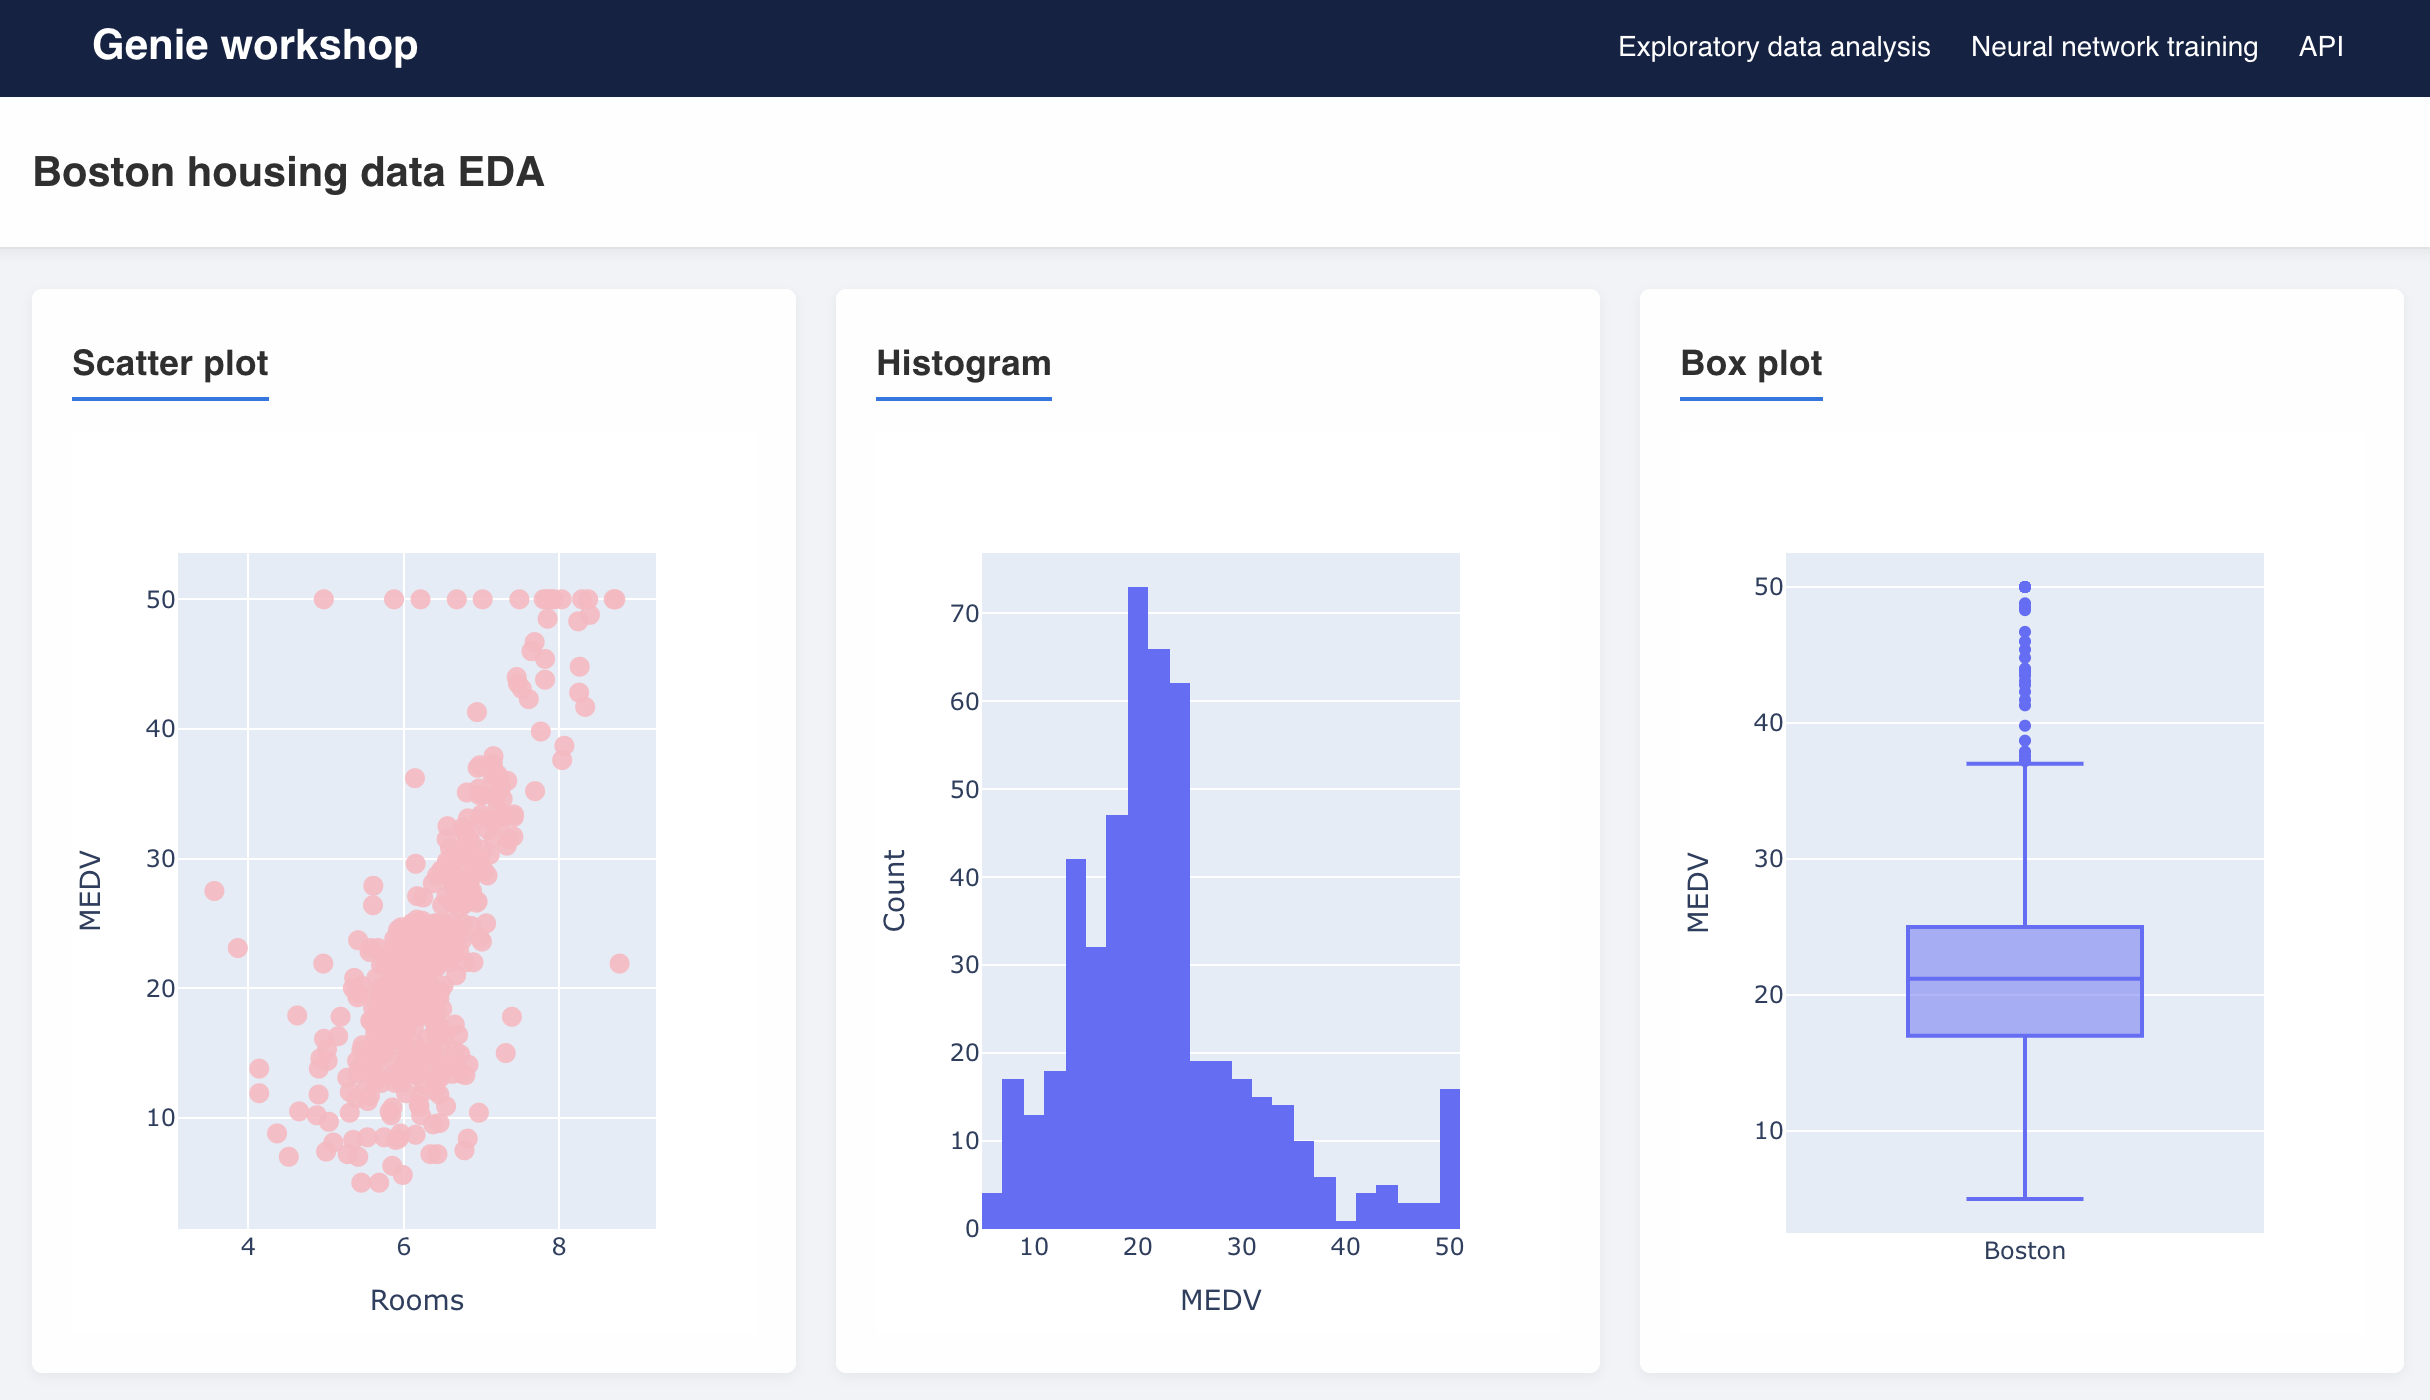 Genie workshop
Exploratory data analysis Neural network training API
Boston housing data EDA
Scatter plot
50
40
30
20
10
MEDV
4 6 8
Rooms
Histogram
70
60
50
40
30
20
10
0
Count
10 20 30 40 50
MEDV
Box plot
50
40
30
20
10
MEDV
Boston